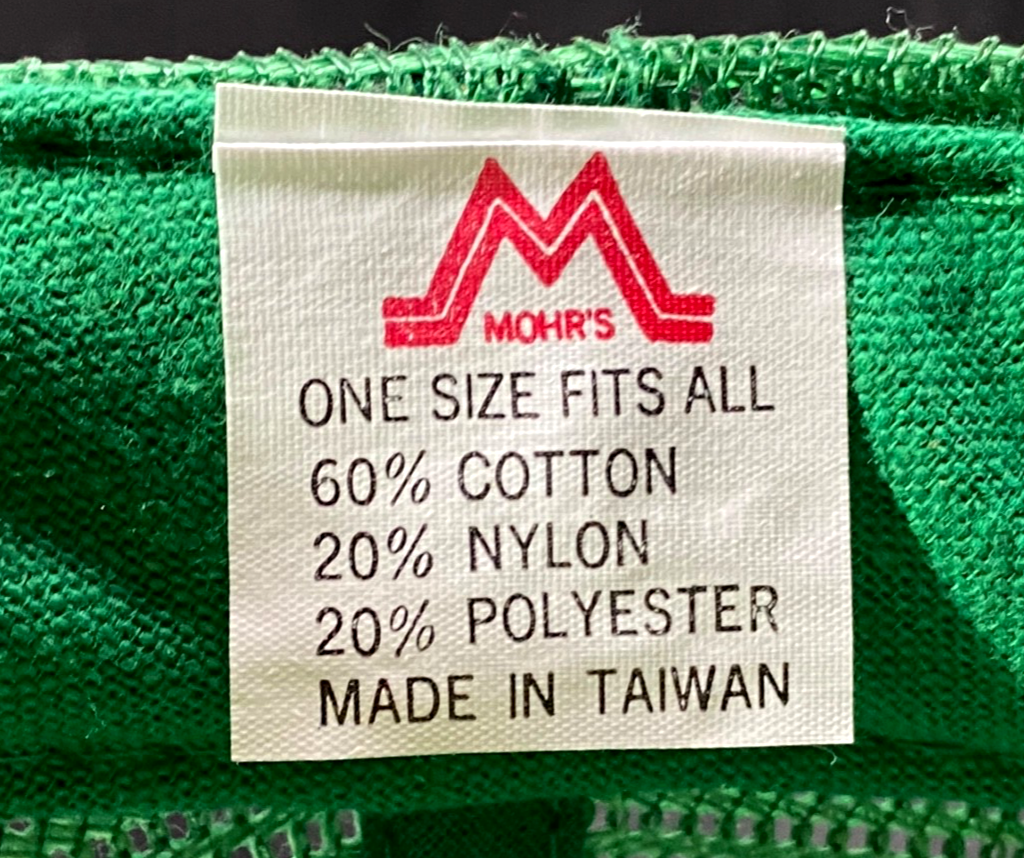 MOHR'S
ONE SIZE FITS ALL
60% COTTON
20% NYLON
20% POLYESTER
MADE IN TAIWAN